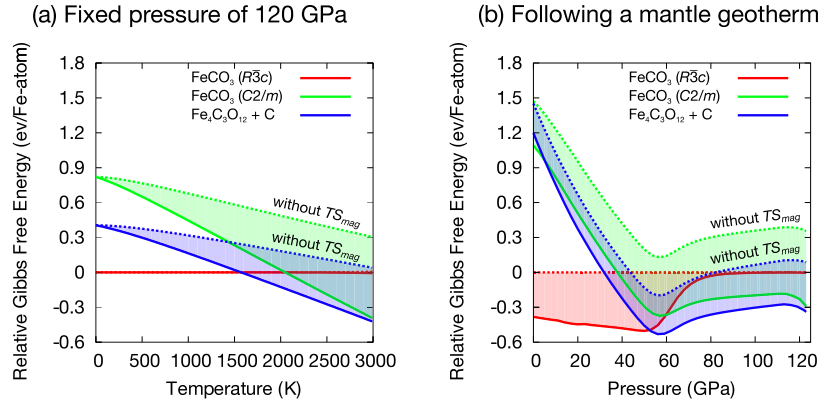 (a) Fixed pressure of 120 GPa
Relative Gibbs Free Energy (ev/Fe-atom)
1.8
1.5
1.2
0.9
0.6
0.3
0
-0.3
-0.6
FeCO₃ (R3̅c)
FeCO₃ (C2/m)
Fe₄C₃O₁₂ + C
without TSmag
without TSmag
0 500 1000 1500 2000 2500 3000
Temperature (K)
(b) Following a mantle geotherm
Relative Gibbs Free Energy (ev/Fe-atom)
1.8
1.5
1.2
0.9
0.6
0.3
0
-0.3
-0.6
FeCO₃ (R3̅c)
FeCO₃ (C2/m)
Fe₄C₃O₁₂ + C
without TSmag
without TSmag
0 20 40 60 80 100 120
Pressure (GPa)